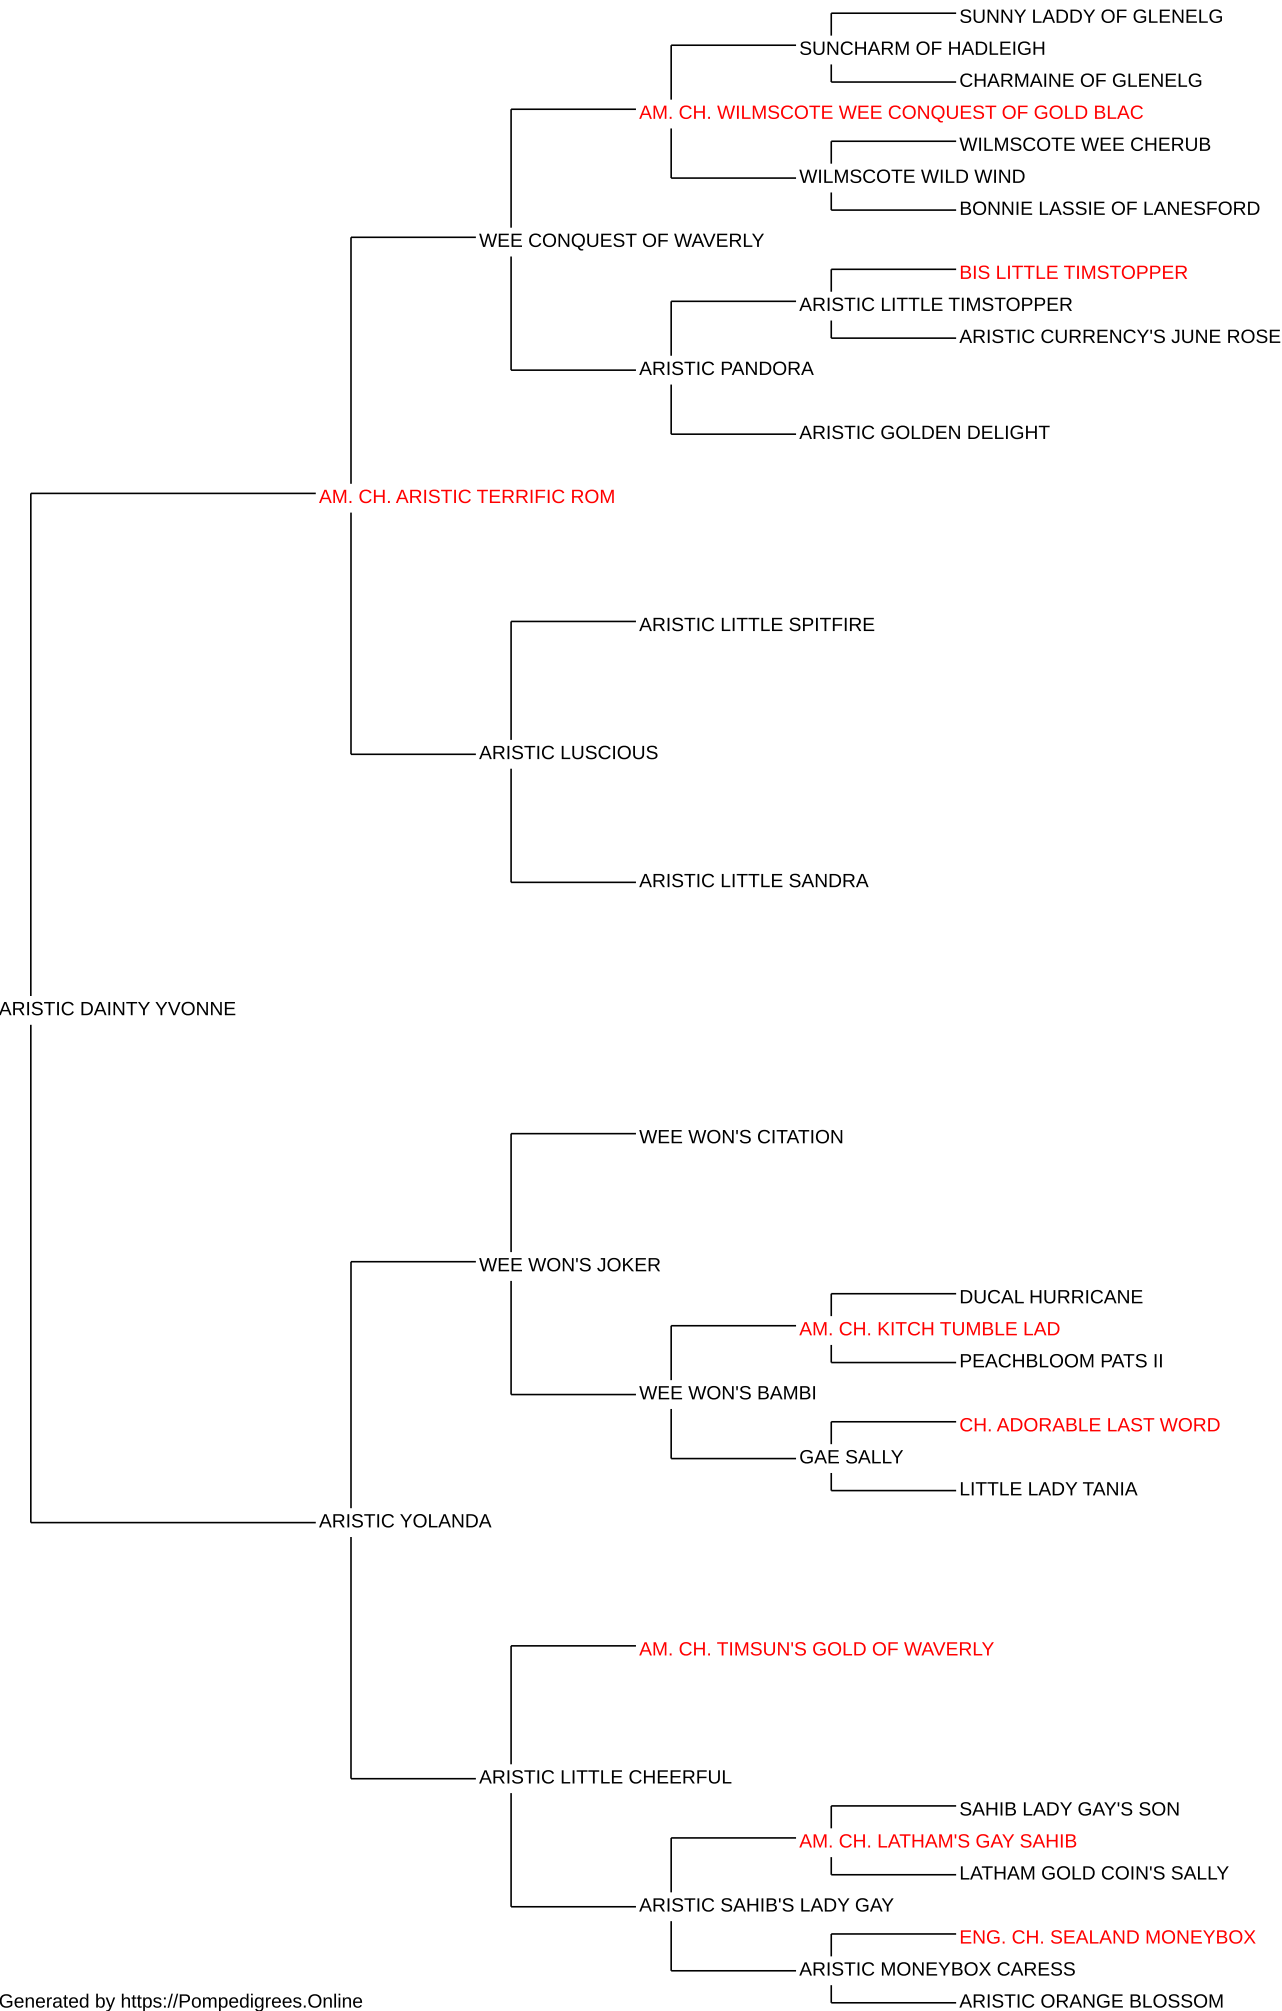 SUNNY LADDY OF GLENELG
SUNCHARM OF HADLEIGH
CHARMAINE OF GLENELG
AM. CH. WILMSCOTE WEE CONQUEST OF GOLD BLAC
WILMSCOTE WEE CHERUB
WILMSCOTE WILD WIND
BONNIE LASSIE OF LANESFORD
WEE CONQUEST OF WAVERLY
BIS LITTLE TIMSTOPPER
ARISTIC LITTLE TIMSTOPPER
ARISTIC CURRENCY'S JUNE ROSE
ARISTIC PANDORA
ARISTIC GOLDEN DELIGHT
AM. CH. ARISTIC TERRIFIC ROM
ARISTIC LITTLE SPITFIRE
ARISTIC LUSCIOUS
ARISTIC LITTLE SANDRA
ARISTIC DAINTY YVONNE
WEE WON'S CITATION
WEE WON'S JOKER
DUCAL HURRICANE
AM. CH. KITCH TUMBLE LAD
PEACHBLOOM PATS II
WEE WON'S BAMBI
CH. ADORABLE LAST WORD
GAE SALLY
LITTLE LADY TANIA
ARISTIC YOLANDA
AM. CH. TIMSUN'S GOLD OF WAVERLY
ARISTIC LITTLE CHEERFUL
SAHIB LADY GAY'S SON
AM. CH. LATHAM'S GAY SAHIB
LATHAM GOLD COIN'S SALLY
ARISTIC SAHIB'S LADY GAY
ENG. CH. SEALAND MONEYBOX
ARISTIC MONEYBOX CARESS
ARISTIC ORANGE BLOSSOM
Generated by https://Pompedigrees.Online